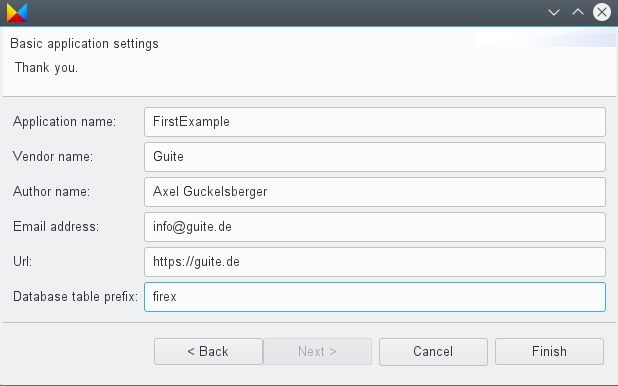 Basic application settings
Thank you.
Application name: FirstExample
Vendor name: Guite
Author name: Axel Guckelsberger
Email address: info@guite.de
Url: https://guite.de
Database table prefix: firex
< Back Next > Cancel Finish